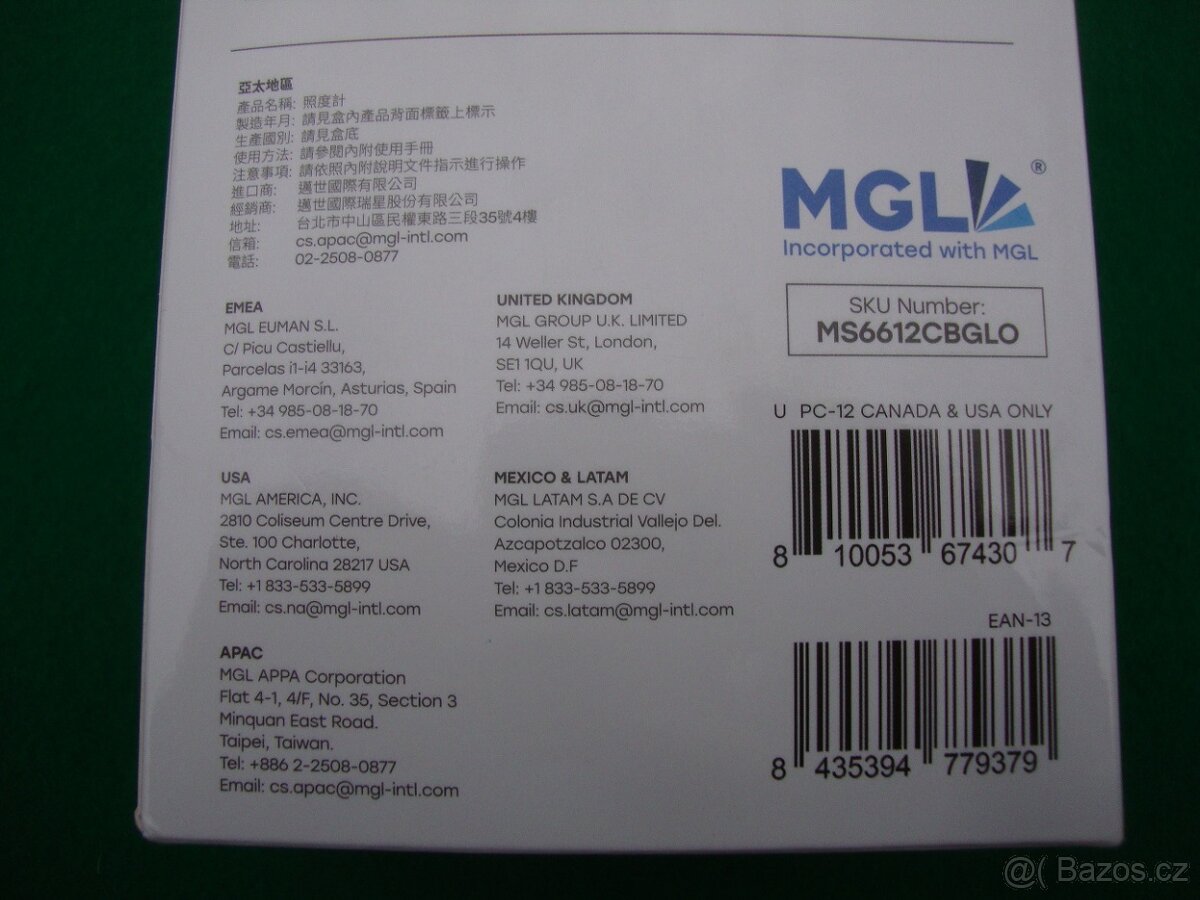 亞太地區
產品名稱: 照度計
製造年月: 請見盒內產品背面標籤上標示
生產國別: 請見盒底
使用方法: 請參閱內附使用手冊
注意事項: 請依照內附說明文件指示進行操作
進口商: 邁世國際有限公司
經銷商: 邁世國際瑞星股份有限公司
地址: 台北市中山區民權東路三段35號4樓
信箱: cs.apac@mgl-intl.com
電話: 02-2508-0877
MGL®
Incorporated with MGL
SKU Number:
MS6612CBGLO
EMEA
MGL EUMAN S.L.
C/ Picu Castiellu,
Parcelas i1-i4 33163,
Argame Morcín, Asturias, Spain
Tel: +34 985-08-18-70
Email: cs.emea@mgl-intl.com
UNITED KINGDOM
MGL GROUP U.K. LIMITED
14 Weller St, London,
SE1 1QU, UK
Tel: +34 985-08-18-70
Email: cs.uk@mgl-intl.com
U PC-12 CANADA & USA ONLY
8 10053 67430 7
USA
MGL AMERICA, INC.
2810 Coliseum Centre Drive,
Ste. 100 Charlotte,
North Carolina 28217 USA
Tel: +1 833-533-5899
Email: cs.na@mgl-intl.com
MEXICO & LATAM
MGL LATAM S.A DE CV
Colonia Industrial Vallejo Del.
Azcapotzalco 02300,
Mexico D.F
Tel: +1 833-533-5899
Email: cs.latam@mgl-intl.com
EAN-13
8 435394 779379
APAC
MGL APPA Corporation
Flat 4-1, 4/F, No. 35, Section 3
Minquan East Road.
Taipei, Taiwan.
Tel: +886 2-2508-0877
Email: cs.apac@mgl-intl.com
@( Bazos.cz